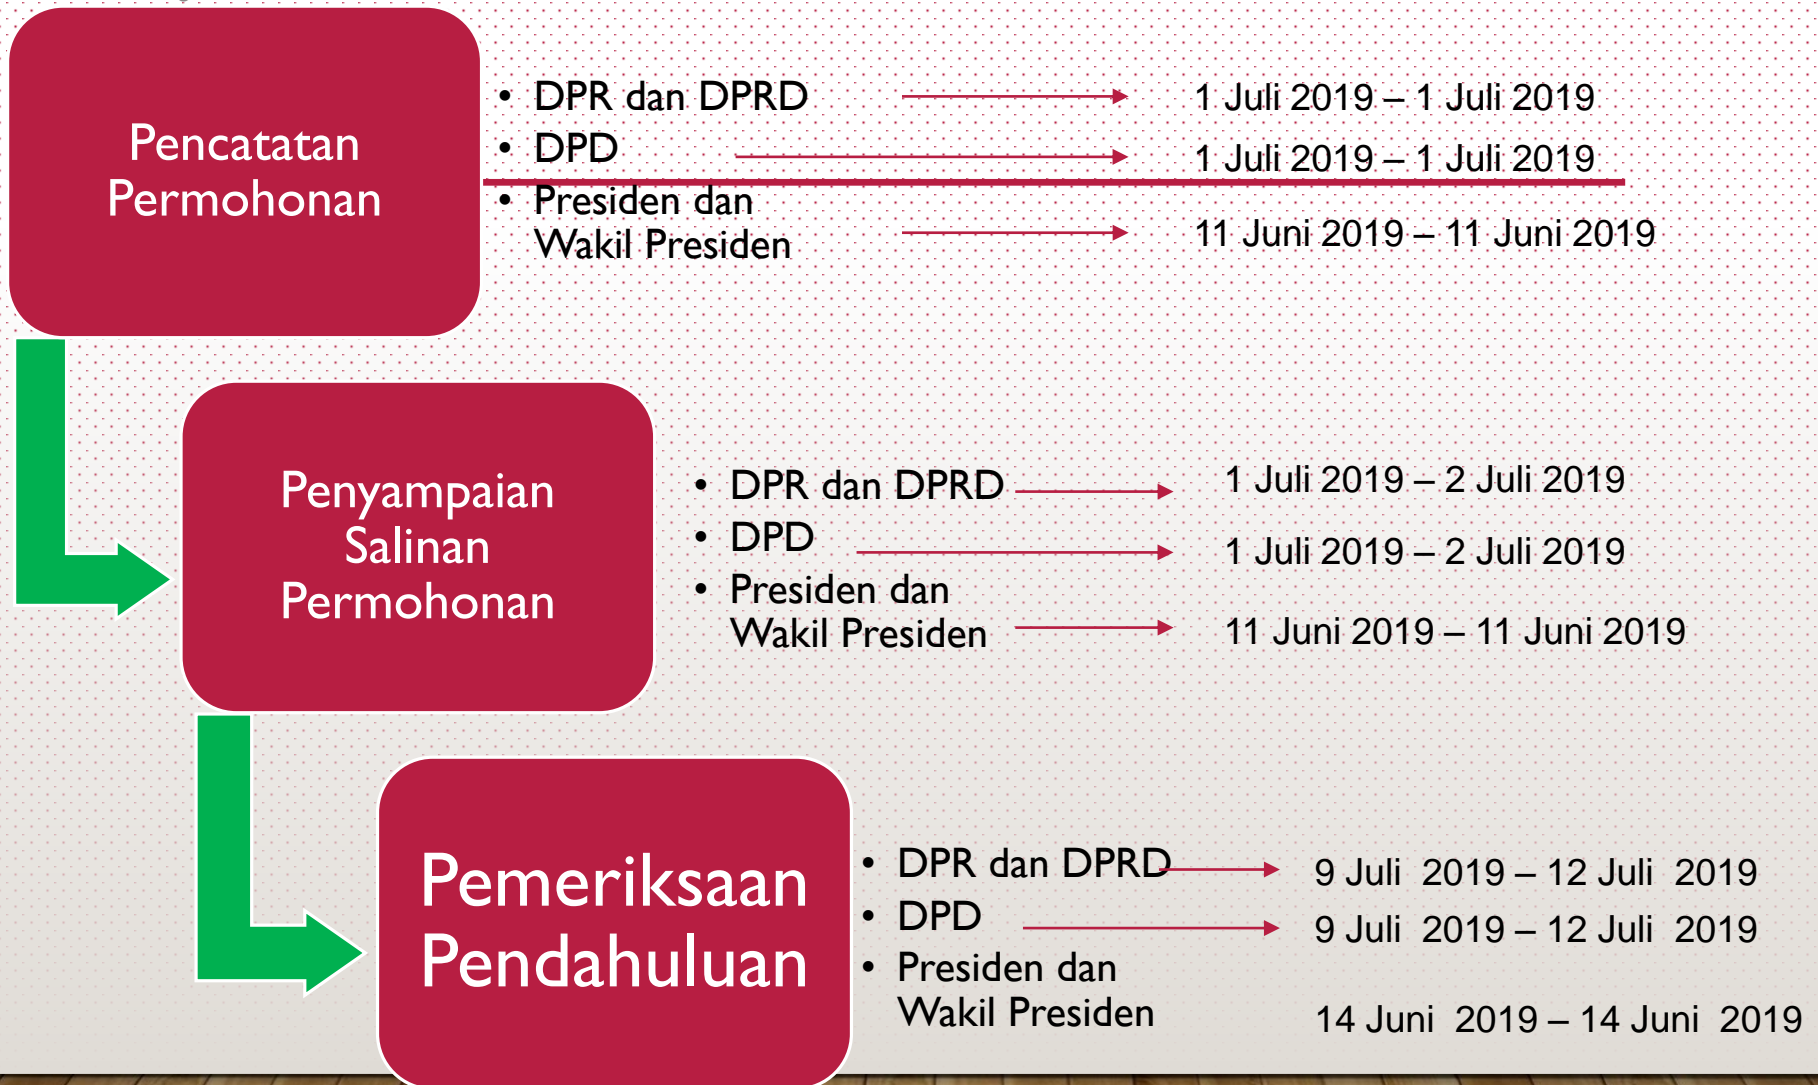 Pencatatan
Permohonan
• DPR dan DPRD
1 Juli 2019 – 1 Juli 2019
• DPD
1 Juli 2019 – 1 Juli 2019
• Presiden dan
Wakil Presiden
11 Juni 2019 – 11 Juni 2019
Penyampaian
Salinan
Permohonan
• DPR dan DPRD
1 Juli 2019 – 2 Juli 2019
• DPD
1 Juli 2019 – 2 Juli 2019
• Presiden dan
Wakil Presiden
11 Juni 2019 – 11 Juni 2019
Pemeriksaan
Pendahuluan
• DPR dan DPRD
9 Juli 2019 – 12 Juli 2019
• DPD
9 Juli 2019 – 12 Juli 2019
• Presiden dan
Wakil Presiden
14 Juni 2019 – 14 Juni 2019